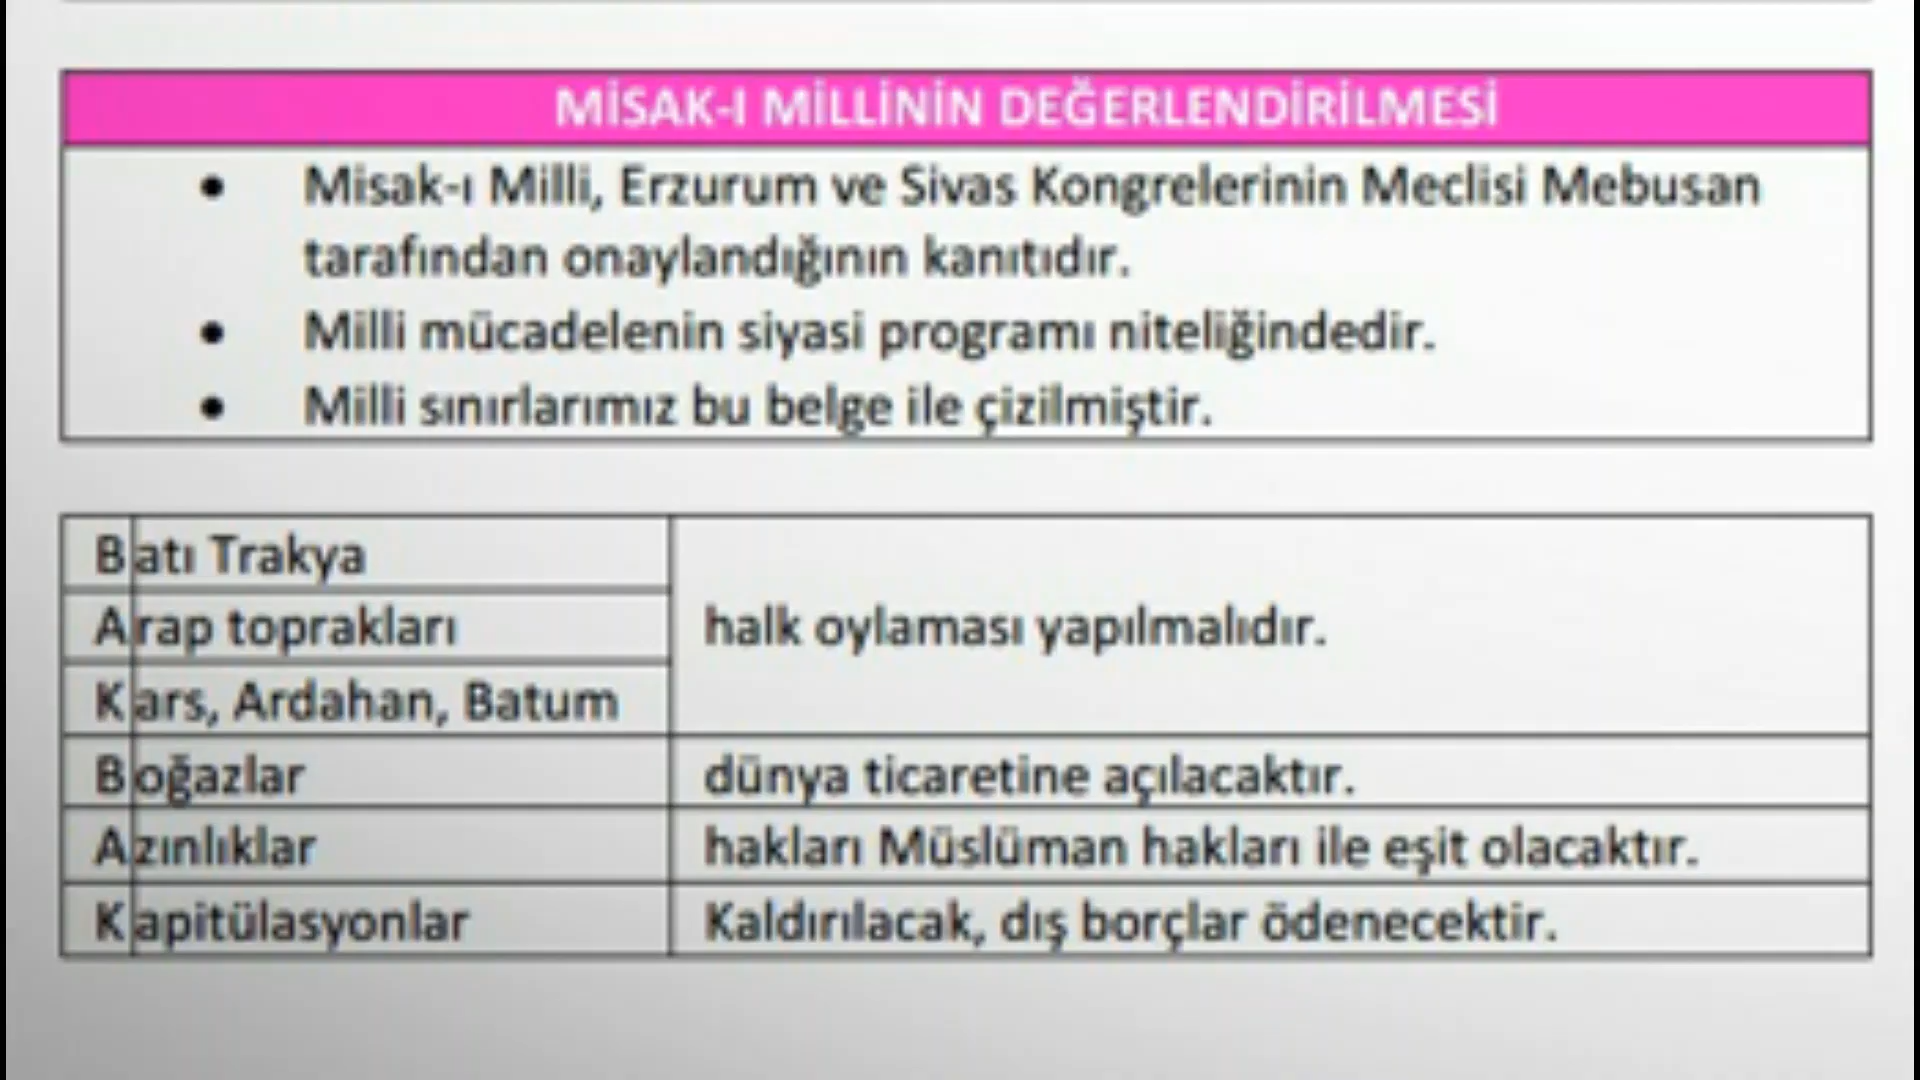 MİSAK-I MİLLİNİN DEĞERLENDİRİLMESİ
• Misak-ı Milli, Erzurum ve Sivas Kongrelerinin Meclisi Mebusan
tarafından onaylandığının kanıtıdır.
• Milli mücadelenin siyasi programı niteliğindedir.
• Milli sınırlarımız bu belge ile çizilmiştir.
Batı Trakya
Arap toprakları
halk oylaması yapılmalıdır.
Kars, Ardahan, Batum
Boğazlar dünya ticaretine açılacaktır.
Azınlıklar hakları Müslüman hakları ile eşit olacaktır.
Kapitülasyonlar Kaldırılacak, dış borçlar ödenecektir.